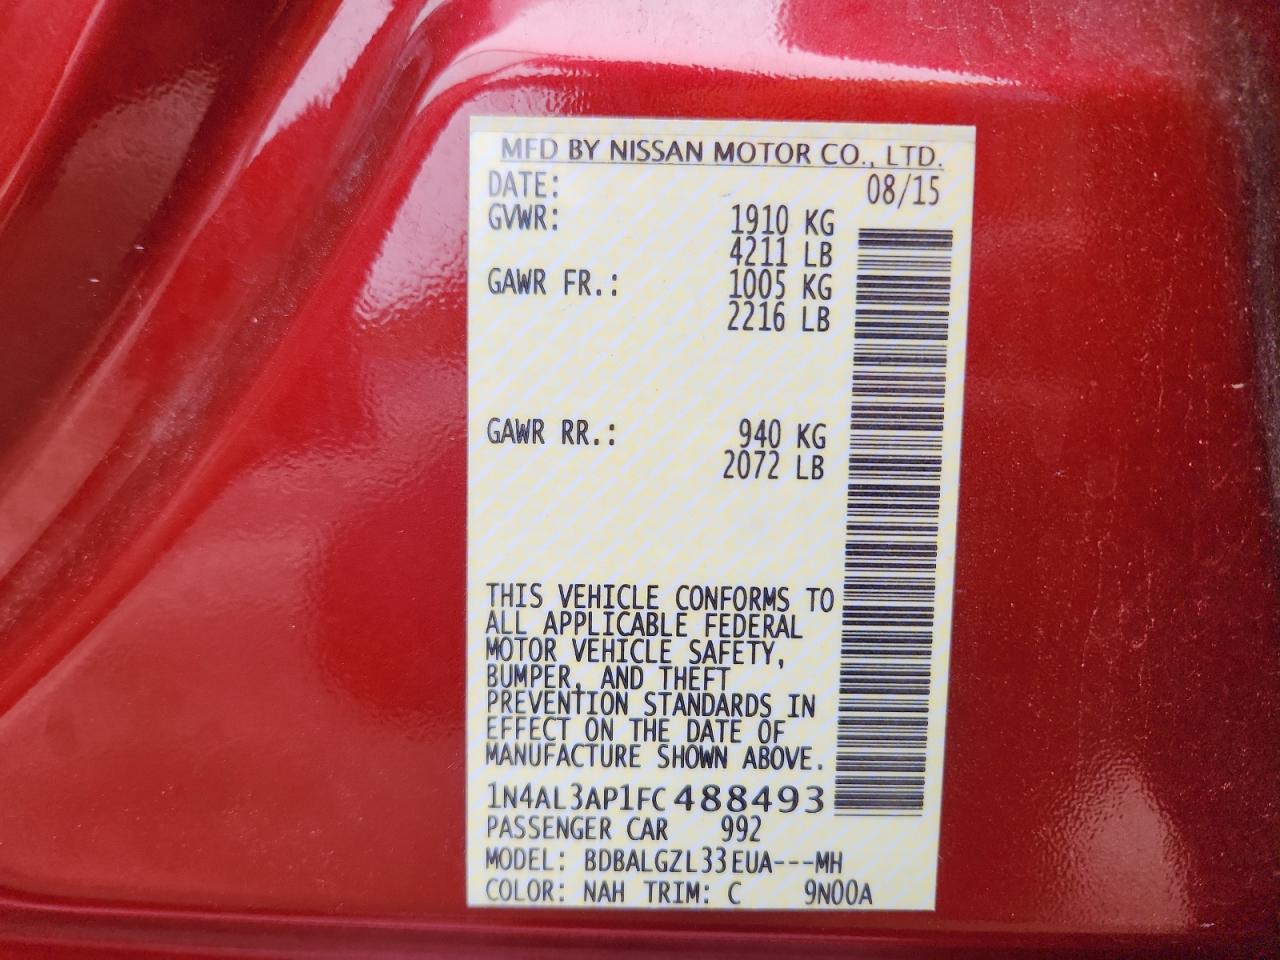 MFD BY NISSAN MOTOR CO., LTD.
DATE: 08/15
GVWR: 1910 KG
4211 LB
GAWR FR.: 1005 KG
2216 LB
GAWR RR.: 940 KG
2072 LB
THIS VEHICLE CONFORMS TO
ALL APPLICABLE FEDERAL
MOTOR VEHICLE SAFETY,
BUMPER, AND THEFT
PREVENTION STANDARDS IN
EFFECT ON THE DATE OF
MANUFACTURE SHOWN ABOVE.
1N4AL3AP1FC488493
PASSENGER CAR 992
MODEL: BDBALGZL33EUA---MH
COLOR: NAH TRIM: C 9N00A